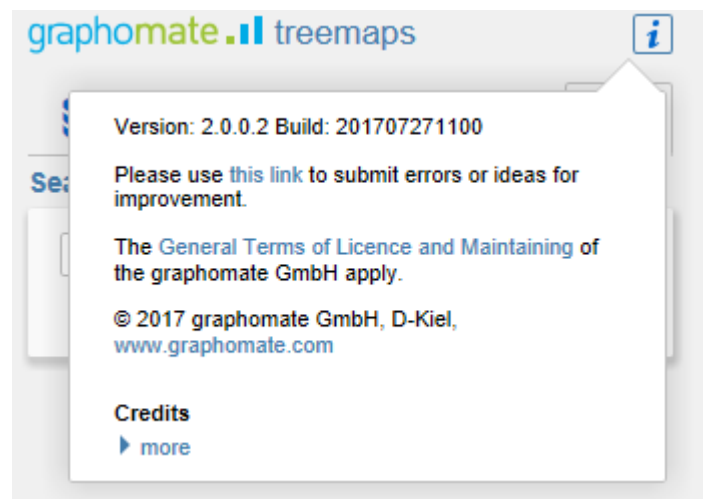 graphomate treemaps
i
Version: 2.0.0.2 Build: 201707271100
Please use this link to submit errors or ideas for
improvement.
The General Terms of Licence and Maintaining of
the graphomate GmbH apply.
© 2017 graphomate GmbH, D-Kiel,
www.graphomate.com
Credits
more